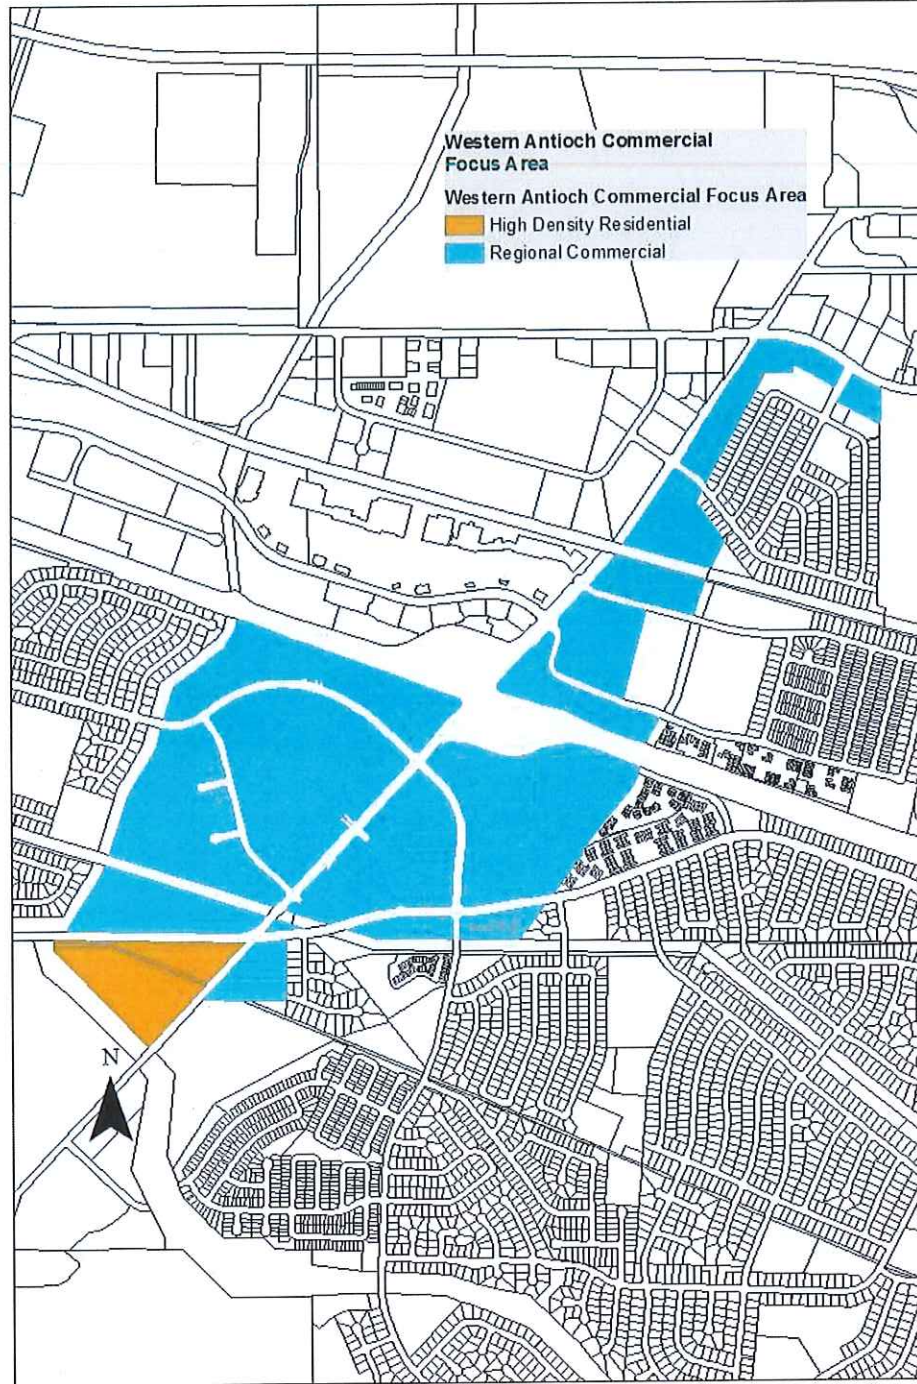 Western Antioch Commercial
Focus Area
Western Antioch Commercial Focus Area
High Density Residential
Regional Commercial
N